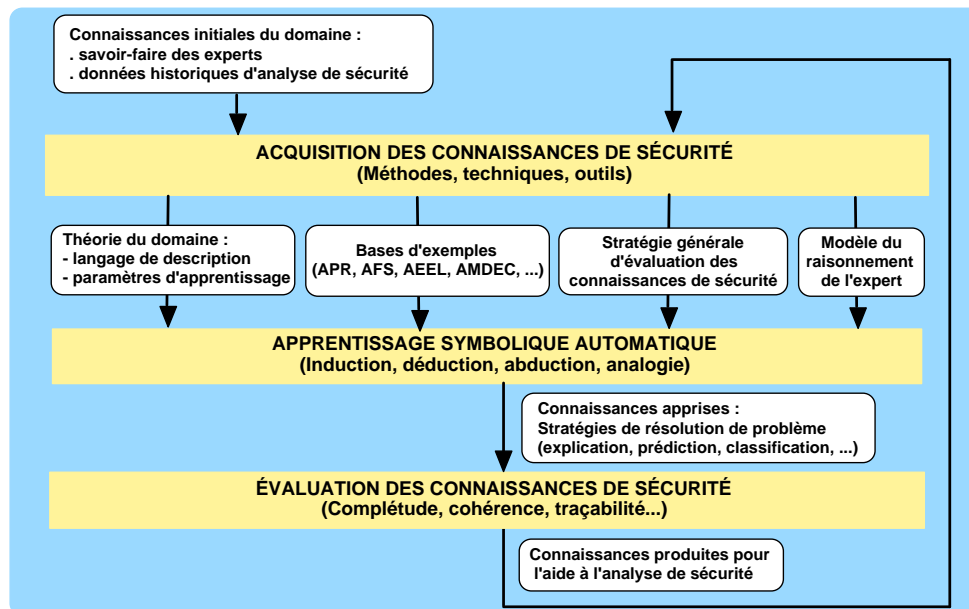 Connaissances initiales du domaine :
. savoir-faire des experts
. données historiques d'analyse de sécurité
ACQUISITION DES CONNAISSANCES DE SÉCURITÉ
(Méthodes, techniques, outils)
Théorie du domaine :
- langage de description
- paramètres d'apprentissage
Bases d'exemples
(APR, AFS, AEEL, AMDEC, ...)
Stratégie générale
d'évaluation des
connaissances de sécurité
Modèle du
raisonnement
de l'expert
APPRENTISSAGE SYMBOLIQUE AUTOMATIQUE
(Induction, déduction, abduction, analogie)
Connaissances apprises :
Stratégies de résolution de problème
(explication, prédiction, classification, ...)
ÉVALUATION DES CONNAISSANCES DE SÉCURITÉ
(Complétude, cohérence, traçabilité...)
Connaissances produites pour
l'aide à l'analyse de sécurité